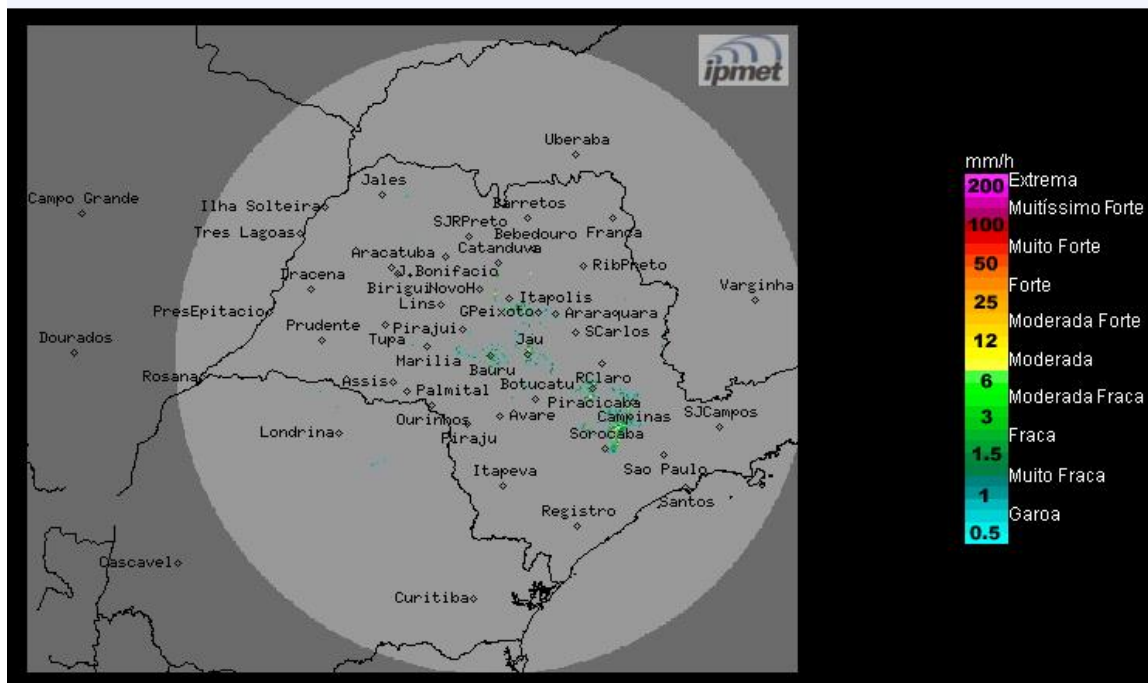 ipmet
Uberaba
Jales
Campo Grande
Ilha Solteira
Barretos
SJRPreto
Tres Lagoas
Bebedouro
Franca
Catanduva
Aracatuba
RibPreto
J.Bonifacio
Dracena
Birigui
NovoH
Varginha
Itapolis
Lins
GPeixoto
Araraquara
PresEpitacio
Prudente
Pirajui
SCarlos
Dourados
Tupa
Jau
Marilia
Bauru
Rosana
Assis
Botucatu
RClaro
Palmital
Piracicaba
SJCampos
Ourinhos
Avare
Campinas
Londrina
Piraju
Sorocaba
Itapeva
Sao Paulo
Santos
Registro
Cascavel
Curitiba
mm/h
200 Extrema
Muitíssimo Forte
100
Muito Forte
50
Forte
25
Moderada Forte
12
Moderada
6
Moderada Fraca
3
Fraca
1.5
Muito Fraca
1
Garoa
0.5